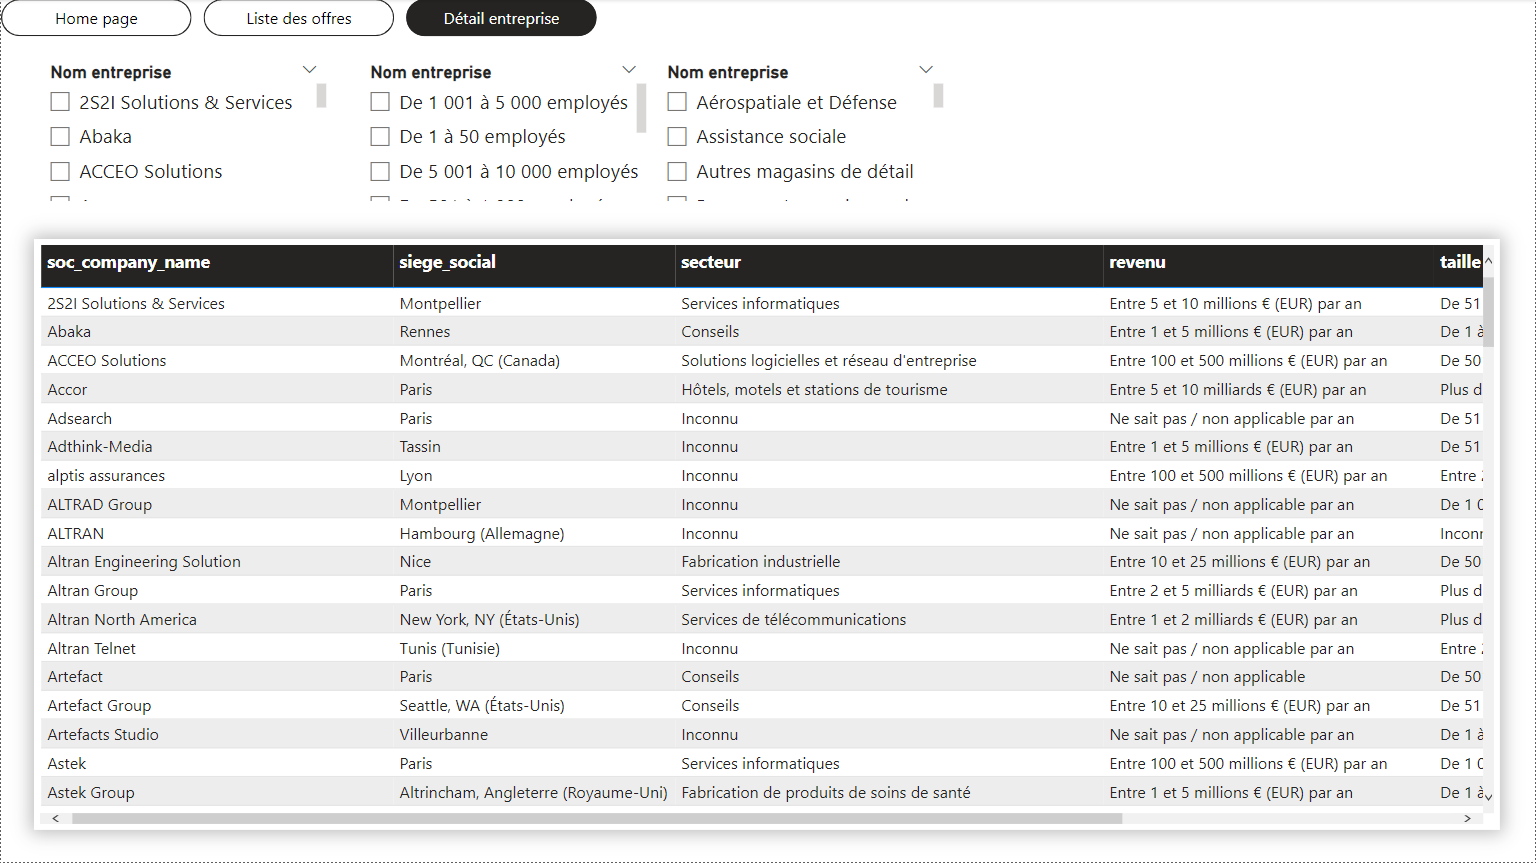 Home page Liste des offres Détail entreprise
Nom entreprise Nom entreprise Nom entreprise
2S2I Solutions & Services De 1 001 à 5 000 employés Aérospatiale et Défense
Abaka De 1 à 50 employés Assistance sociale
ACCEO Solutions De 5 001 à 10 000 employés Autres magasins de détail
soc_company_name siege_social secteur revenu taille
2S2I Solutions & Services Montpellier Services informatiques Entre 5 et 10 millions € (EUR) par an De 51
Abaka Rennes Conseils Entre 1 et 5 millions € (EUR) par an De 1 à
ACCEO Solutions Montréal, QC (Canada) Solutions logicielles et réseau d'entreprise Entre 100 et 500 millions € (EUR) par an De 50
Accor Paris Hôtels, motels et stations de tourisme Entre 5 et 10 milliards € (EUR) par an Plus d
Adsearch Paris Inconnu Ne sait pas / non applicable par an De 51
Adthink-Media Tassin Inconnu Entre 1 et 5 millions € (EUR) par an De 51
alptis assurances Lyon Inconnu Entre 100 et 500 millions € (EUR) par an Entre
ALTRAD Group Montpellier Inconnu Ne sait pas / non applicable par an De 1 0
ALTRAN Hambourg (Allemagne) Inconnu Ne sait pas / non applicable par an Incon
Altran Engineering Solution Nice Fabrication industrielle Entre 10 et 25 millions € (EUR) par an De 50
Altran Group Paris Services informatiques Entre 2 et 5 milliards € (EUR) par an Plus d
Altran North America New York, NY (États-Unis) Services de télécommunications Entre 1 et 2 milliards € (EUR) par an Plus d
Altran Telnet Tunis (Tunisie) Inconnu Ne sait pas / non applicable par an Entre
Artefact Paris Conseils Ne sait pas / non applicable De 50
Artefact Group Seattle, WA (États-Unis) Conseils Entre 10 et 25 millions € (EUR) par an De 51
Artefacts Studio Villeurbanne Inconnu Ne sait pas / non applicable par an De 1 à
Astek Paris Services informatiques Entre 100 et 500 millions € (EUR) par an De 1 0
Astek Group Altrincham, Angleterre (Royaume-Uni) Fabrication de produits de soins de santé Entre 1 et 5 millions € (EUR) par an De 1 à